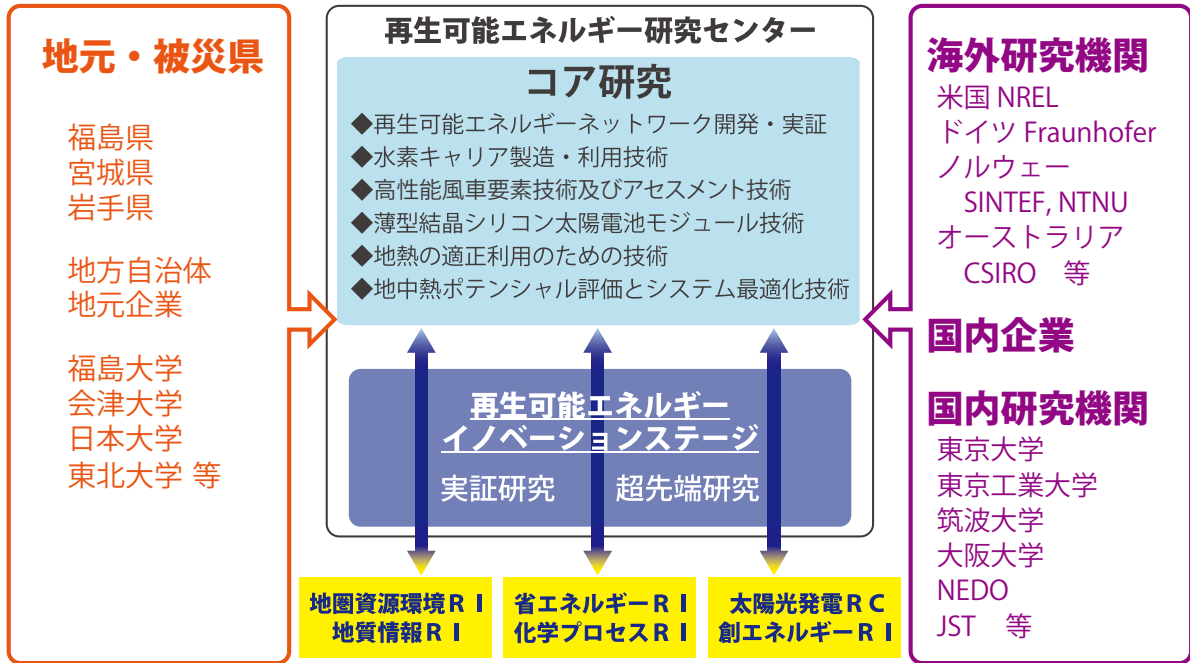 地元・被災県
福島県
宮城県
岩手県
地方自治体
地元企業
福島大学
会津大学
日本大学
東北大学 等
再生可能エネルギー研究センター
コア研究
◆再生可能エネルギーネットワーク開発・実証
◆水素キャリア製造・利用技術
◆高性能風車要素技術及びアセスメント技術
◆薄型結晶シリコン太陽電池モジュール技術
◆地熱の適正利用のための技術
◆地中熱ポテンシャル評価とシステム最適化技術
再生可能エネルギー
イノベーションステージ
実証研究 超先端研究
地圏資源環境ＲＩ
地質情報ＲＩ
省エネルギーＲＩ
化学プロセスＲＩ
太陽光発電ＲＣ
創エネルギーＲＩ
海外研究機関
米国 NREL
ドイツ Fraunhofer
ノルウェー
SINTEF, NTNU
オーストラリア
CSIRO 等
国内企業
国内研究機関
東京大学
東京工業大学
筑波大学
大阪大学
NEDO
JST 等